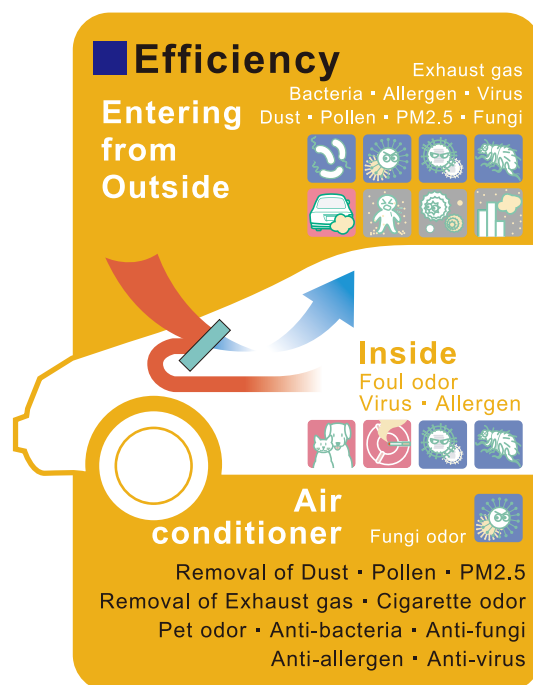 Efficiency
Entering
from
Outside
Exhaust gas
Bacteria ▪ Allergen ▪ Virus
Dust ▪ Pollen ▪ PM2.5 ▪ Fungi
Inside
Foul odor
Virus ▪ Allergen
Air
conditioner
Fungi odor
Removal of Dust ▪ Pollen ▪ PM2.5
Removal of Exhaust gas ▪ Cigarette odor
Pet odor ▪ Anti-bacteria ▪ Anti-fungi
Anti-allergen ▪ Anti-virus